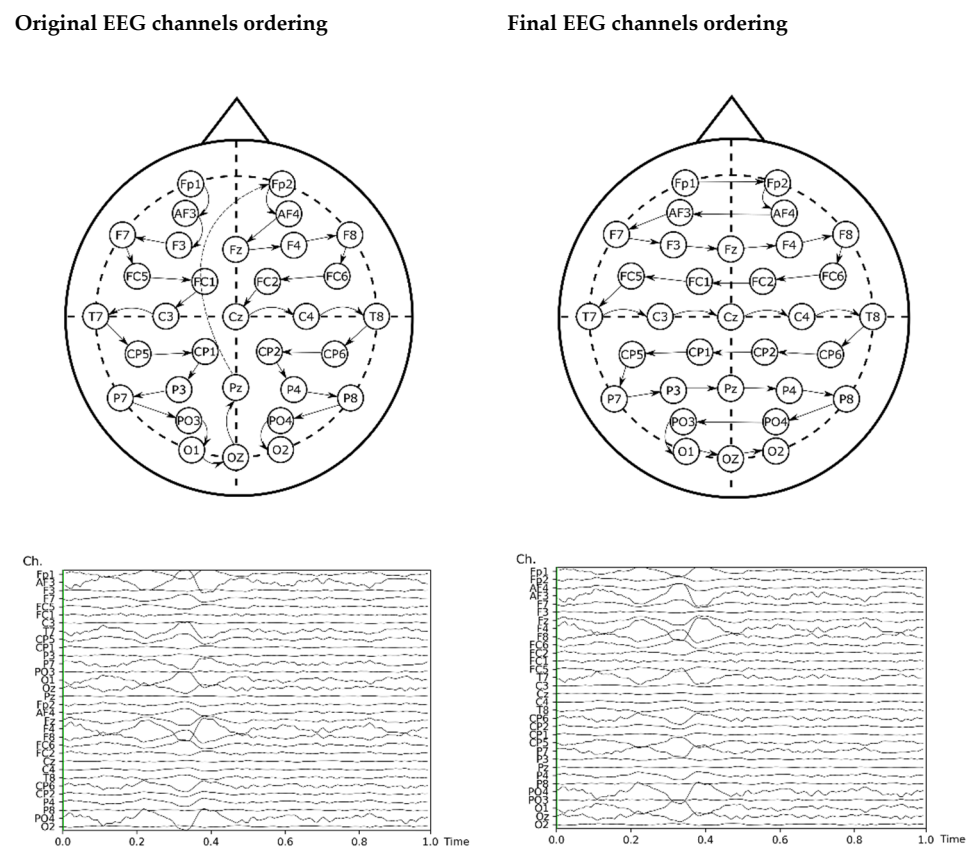 Original EEG channels ordering
Final EEG channels ordering
Fp1 Fp2
AF3 AF4
F7 F3 Fz F4 F8
FC5 FC1 FC2 FC6
T7 C3 Cz C4 T8
CP5 CP1 CP2 CP6
P7 P3 Pz P4 P8
PO3 PO4
O1 OZ O2
Fp1 Fp2
AF3 AF4
F7 F3 Fz F4 F8
FC5 FC1 FC2 FC6
T7 C3 Cz C4 T8
CP5 CP1 CP2 CP6
P7 P3 Pz P4 P8
PO3 PO4
O1 OZ O2
Ch.
Fp1
AF3
F3
F7
FC5
FC1
C3
T7
CP5
CP1
P3
P7
PO3
O1
Oz
Pz
Fp2
AF4
Fz
F4
F8
FC6
FC2
Cz
C4
T8
CP6
CP2
P4
P8
PO4
O2
0.0 0.2 0.4 0.6 0.8 1.0 Time
Ch.
Fp1
Fp2
AF4
AF3
F7
F3
Fz
F4
F8
FC6
FC2
FC1
FC5
T7
C3
Cz
C4
T8
CP6
CP2
CP1
CP5
P7
P3
Pz
P4
P8
PO4
PO3
O1
Oz
O2
0.0 0.2 0.4 0.6 0.8 1.0 Time